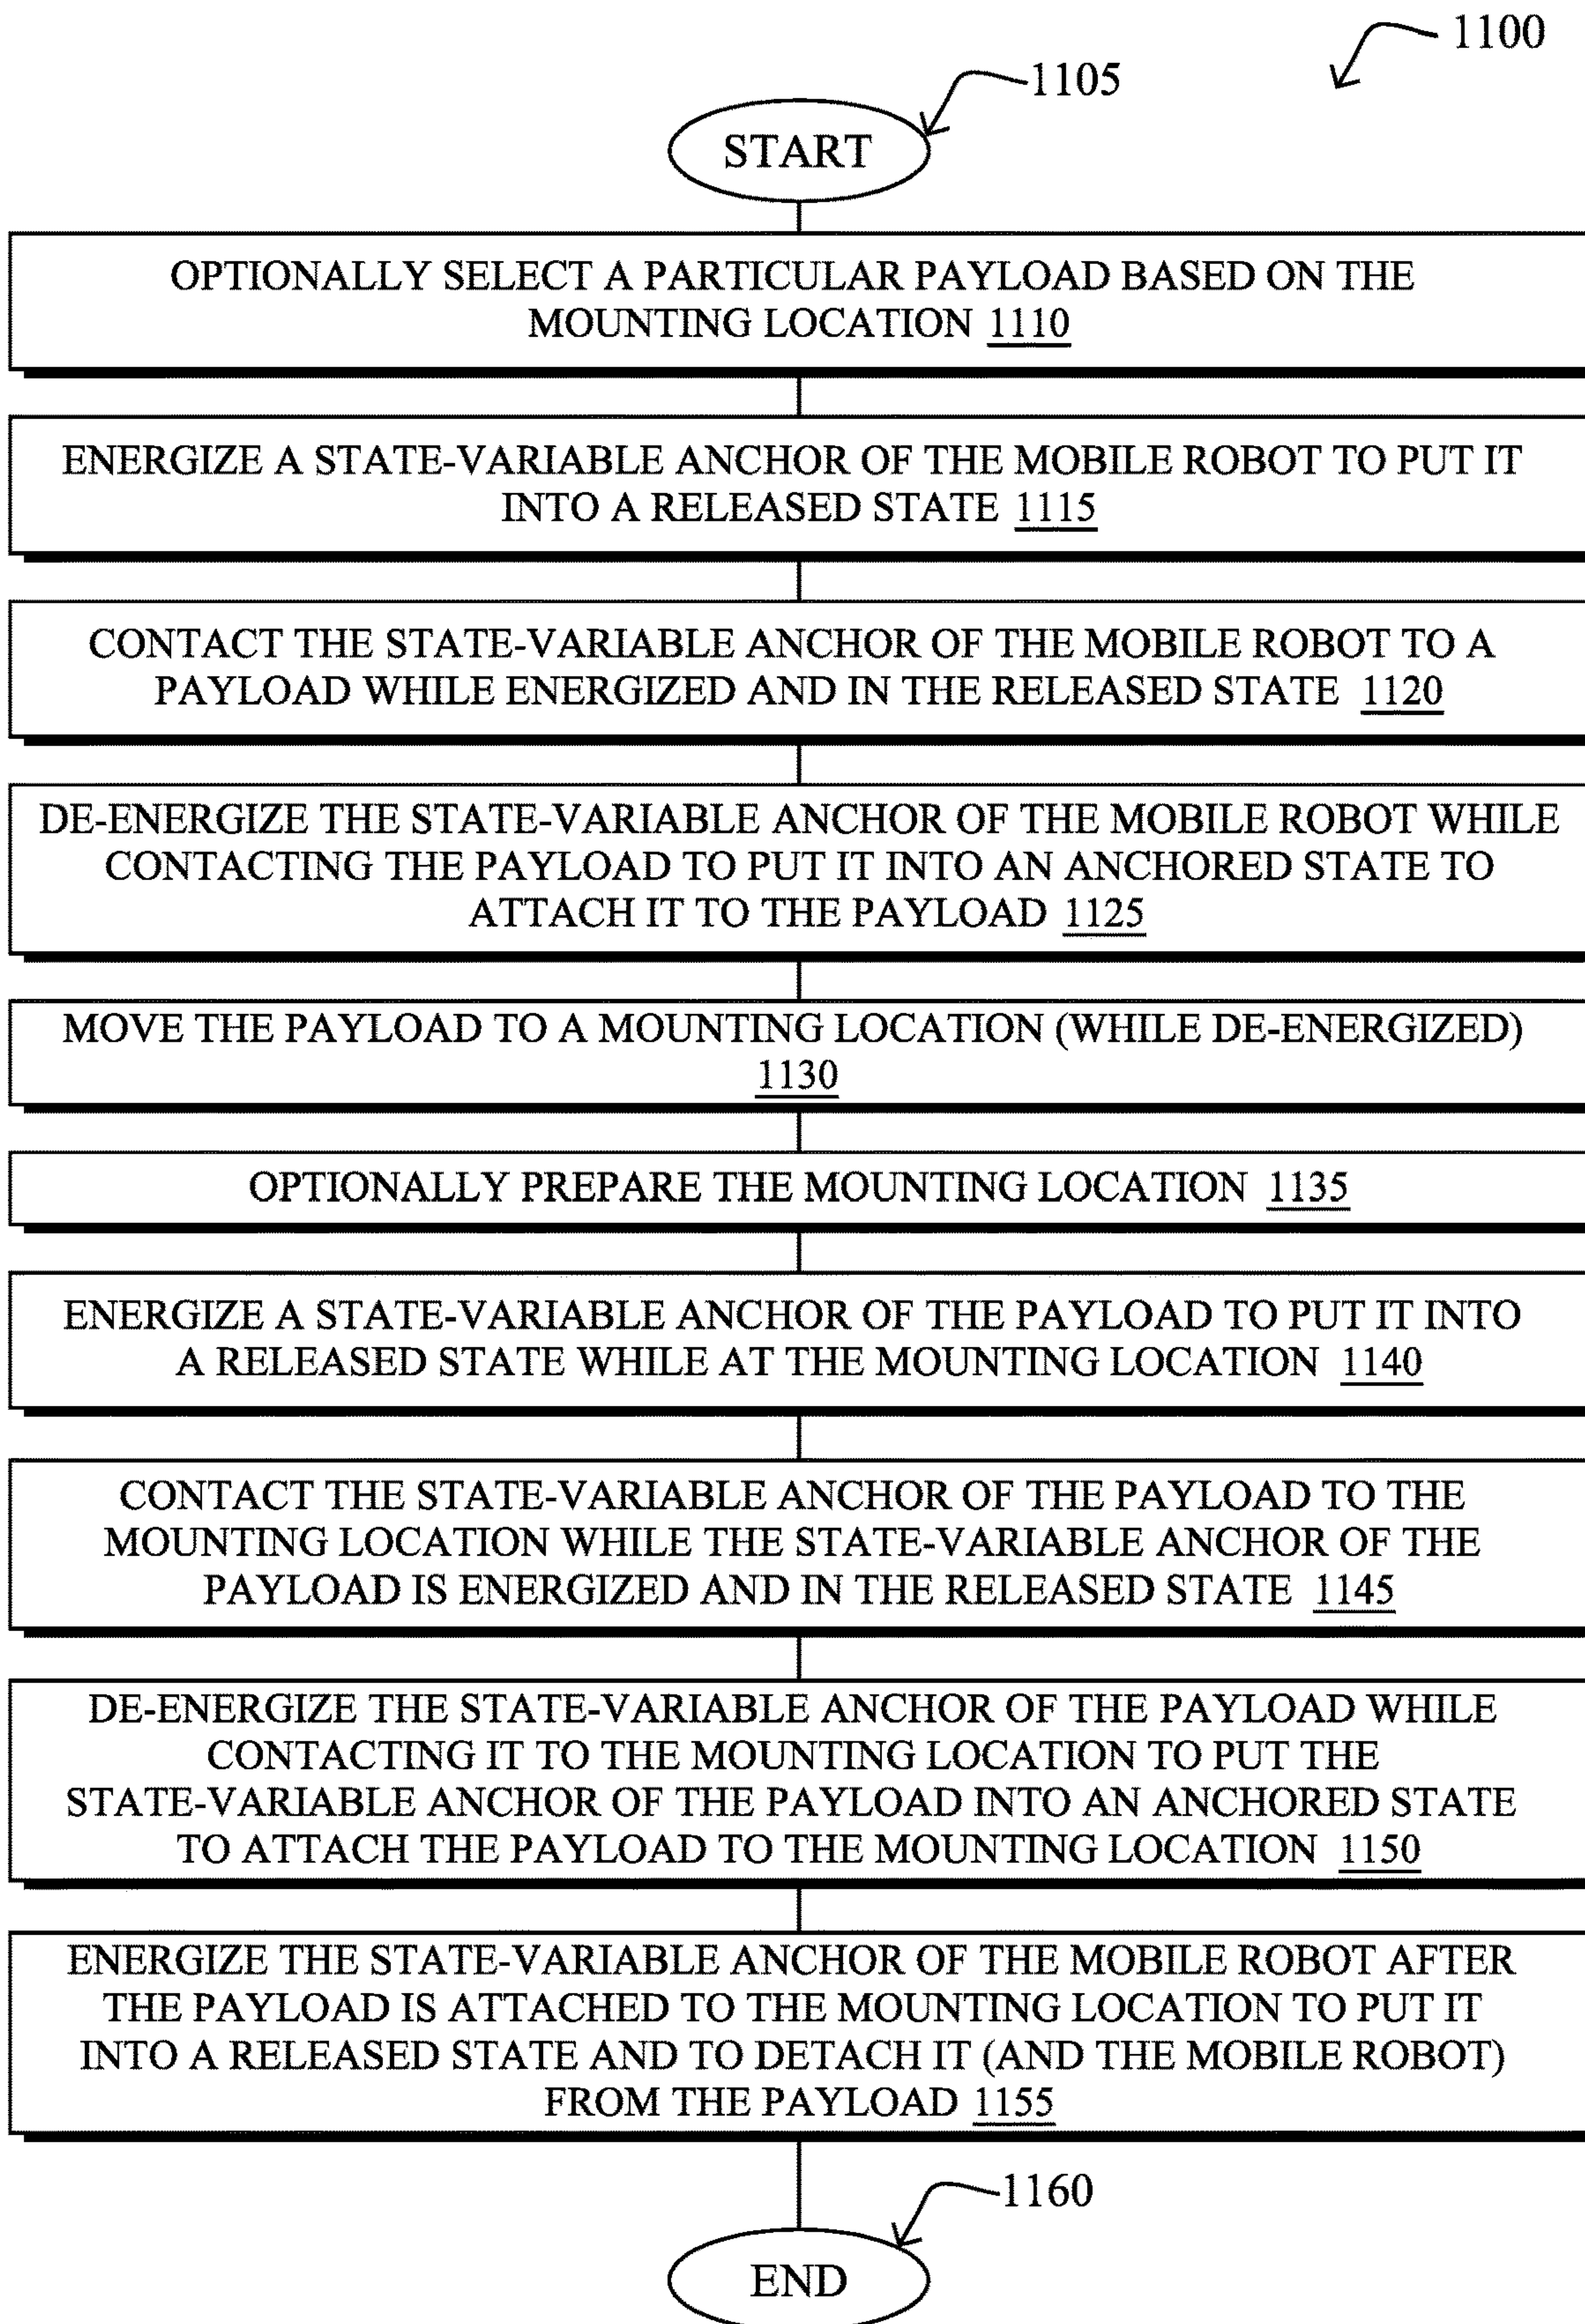 1100
1105
START
OPTIONALLY SELECT A PARTICULAR PAYLOAD BASED ON THE
MOUNTING LOCATION 1110
ENERGIZE A STATE-VARIABLE ANCHOR OF THE MOBILE ROBOT TO PUT IT
INTO A RELEASED STATE 1115
CONTACT THE STATE-VARIABLE ANCHOR OF THE MOBILE ROBOT TO A
PAYLOAD WHILE ENERGIZED AND IN THE RELEASED STATE 1120
DE-ENERGIZE THE STATE-VARIABLE ANCHOR OF THE MOBILE ROBOT WHILE
CONTACTING THE PAYLOAD TO PUT IT INTO AN ANCHORED STATE TO
ATTACH IT TO THE PAYLOAD 1125
MOVE THE PAYLOAD TO A MOUNTING LOCATION (WHILE DE-ENERGIZED)
1130
OPTIONALLY PREPARE THE MOUNTING LOCATION 1135
ENERGIZE A STATE-VARIABLE ANCHOR OF THE PAYLOAD TO PUT IT INTO
A RELEASED STATE WHILE AT THE MOUNTING LOCATION 1140
CONTACT THE STATE-VARIABLE ANCHOR OF THE PAYLOAD TO THE
MOUNTING LOCATION WHILE THE STATE-VARIABLE ANCHOR OF THE
PAYLOAD IS ENERGIZED AND IN THE RELEASED STATE 1145
DE-ENERGIZE THE STATE-VARIABLE ANCHOR OF THE PAYLOAD WHILE
CONTACTING IT TO THE MOUNTING LOCATION TO PUT THE
STATE-VARIABLE ANCHOR OF THE PAYLOAD INTO AN ANCHORED STATE
TO ATTACH THE PAYLOAD TO THE MOUNTING LOCATION 1150
ENERGIZE THE STATE-VARIABLE ANCHOR OF THE MOBILE ROBOT AFTER
THE PAYLOAD IS ATTACHED TO THE MOUNTING LOCATION TO PUT IT
INTO A RELEASED STATE AND TO DETACH IT (AND THE MOBILE ROBOT)
FROM THE PAYLOAD 1155
1160
END